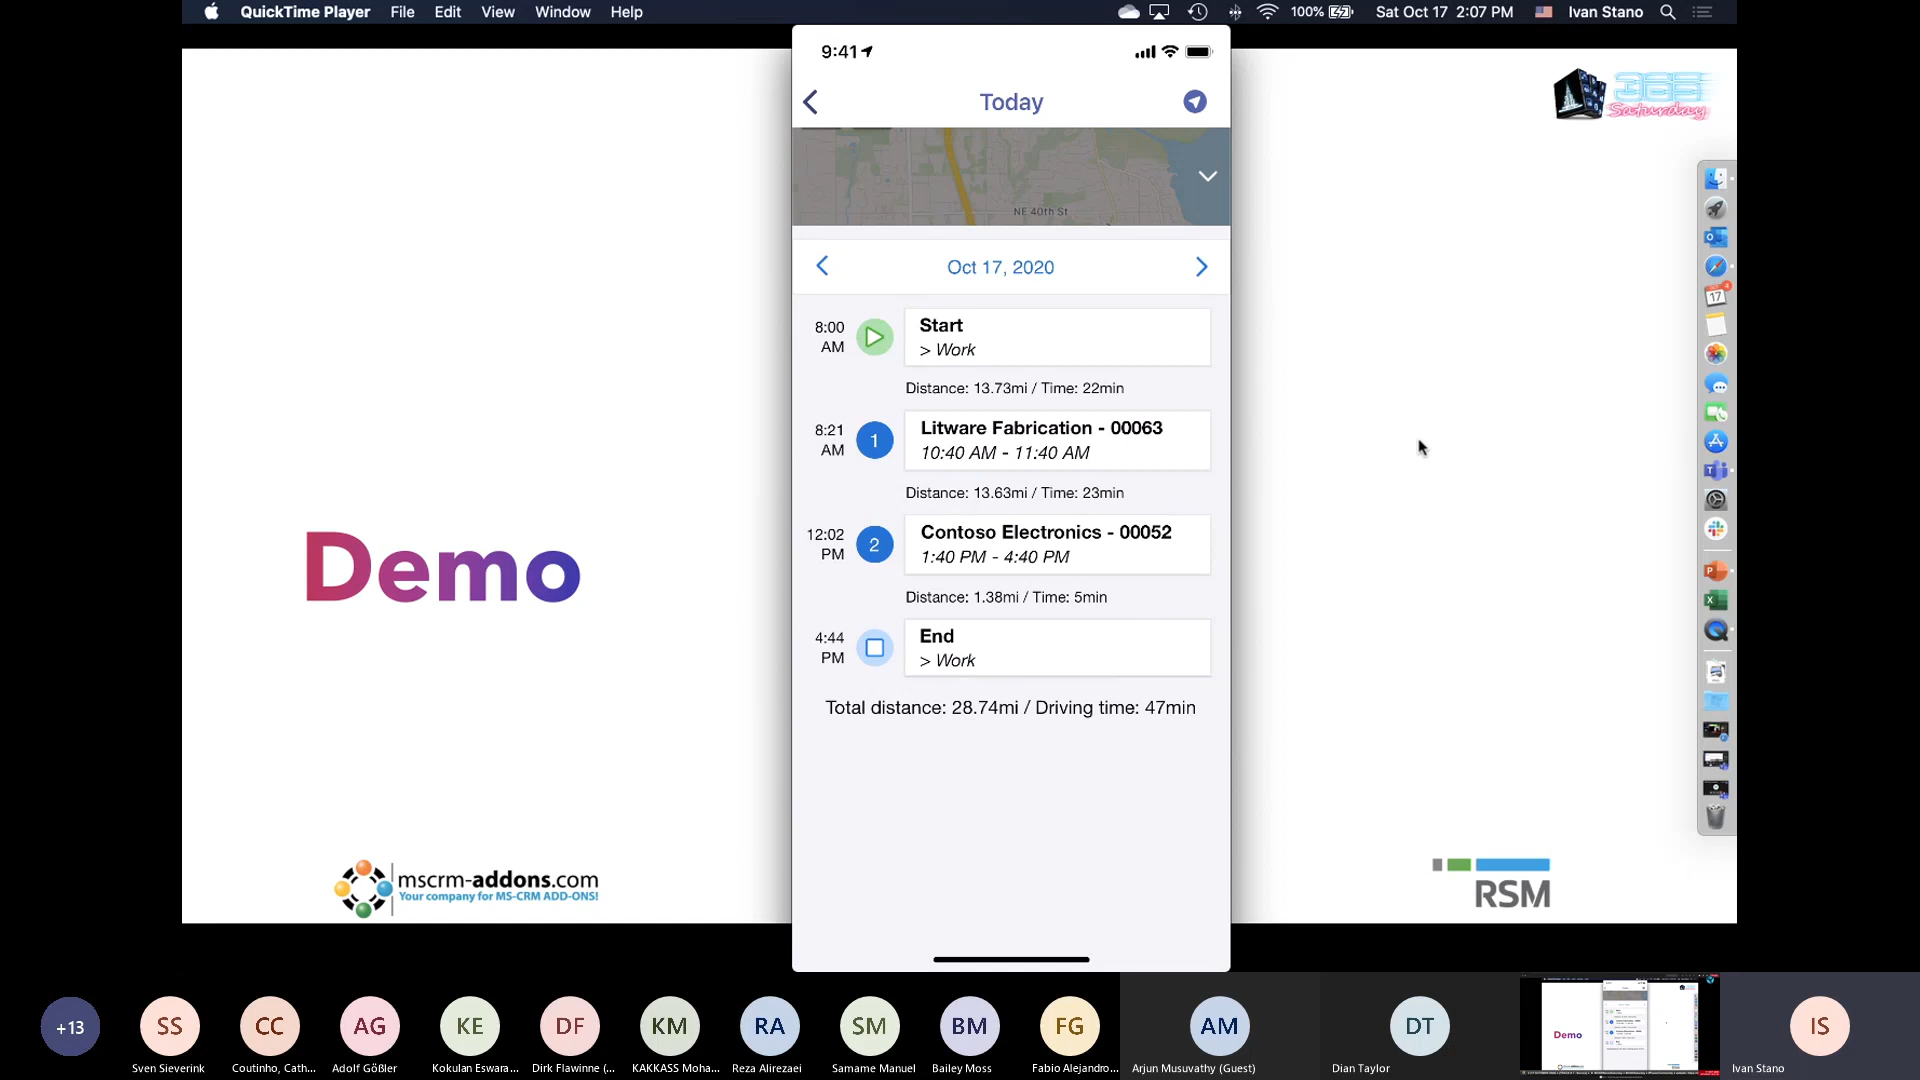 QuickTime Player File Edit View Window Help
100% Sat Oct 17 2:07 PM Ivan Stano
9:41
Today
365
Saturday
NE 40th St
17
Oct 17, 2020
8:00
AM
Start
> Work
Distance: 13.73mi / Time: 22min
8:21
AM
1
Litware Fabrication - 00063
10:40 AM - 11:40 AM
Distance: 13.63mi / Time: 23min
12:02
PM
2
Contoso Electronics - 00052
1:40 PM - 4:40 PM
Distance: 1.38mi / Time: 5min
4:44
PM
End
> Work
Total distance: 28.74mi / Driving time: 47min
Demo
mscrm-addons.com
Your company for MS-CRM ADD-ONS!
RSM
+13 SS CC AG KE DF KM RA SM BM FG AM DT IS
Sven Sieverink Coutinho, Cath... Adolf Gößler Kokulan Eswara... Dirk Flawinne (... KAKKASS Moha... Reza Alirezaei Samame Manuel Bailey Moss Fabio Alejandro... Arjun Musuvathy (Guest) Dian Taylor Ivan Stano
Demo